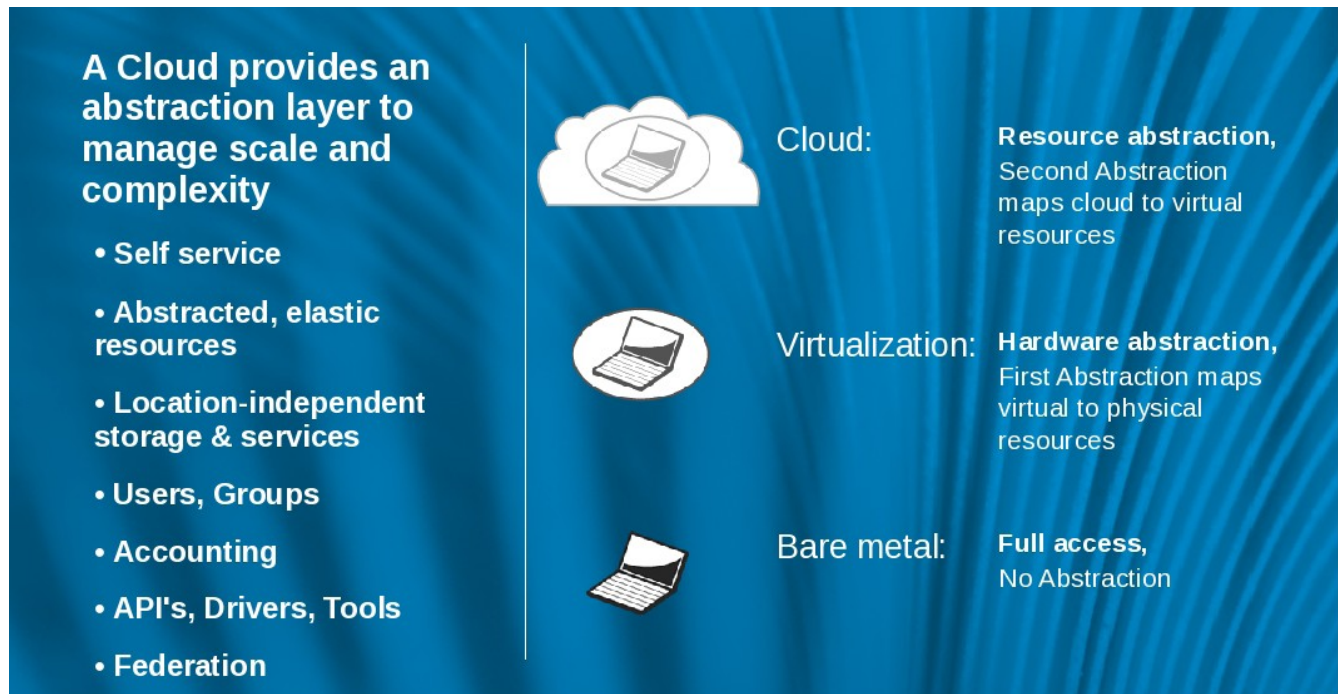 A Cloud provides an
abstraction layer to
manage scale and
complexity
• Self service
• Abstracted, elastic
resources
• Location-independent
storage & services
• Users, Groups
• Accounting
• API's, Drivers, Tools
• Federation
Cloud:
Resource abstraction,
Second Abstraction
maps cloud to virtual
resources
Virtualization:
Hardware abstraction,
First Abstraction maps
virtual to physical
resources
Bare metal:
Full access,
No Abstraction